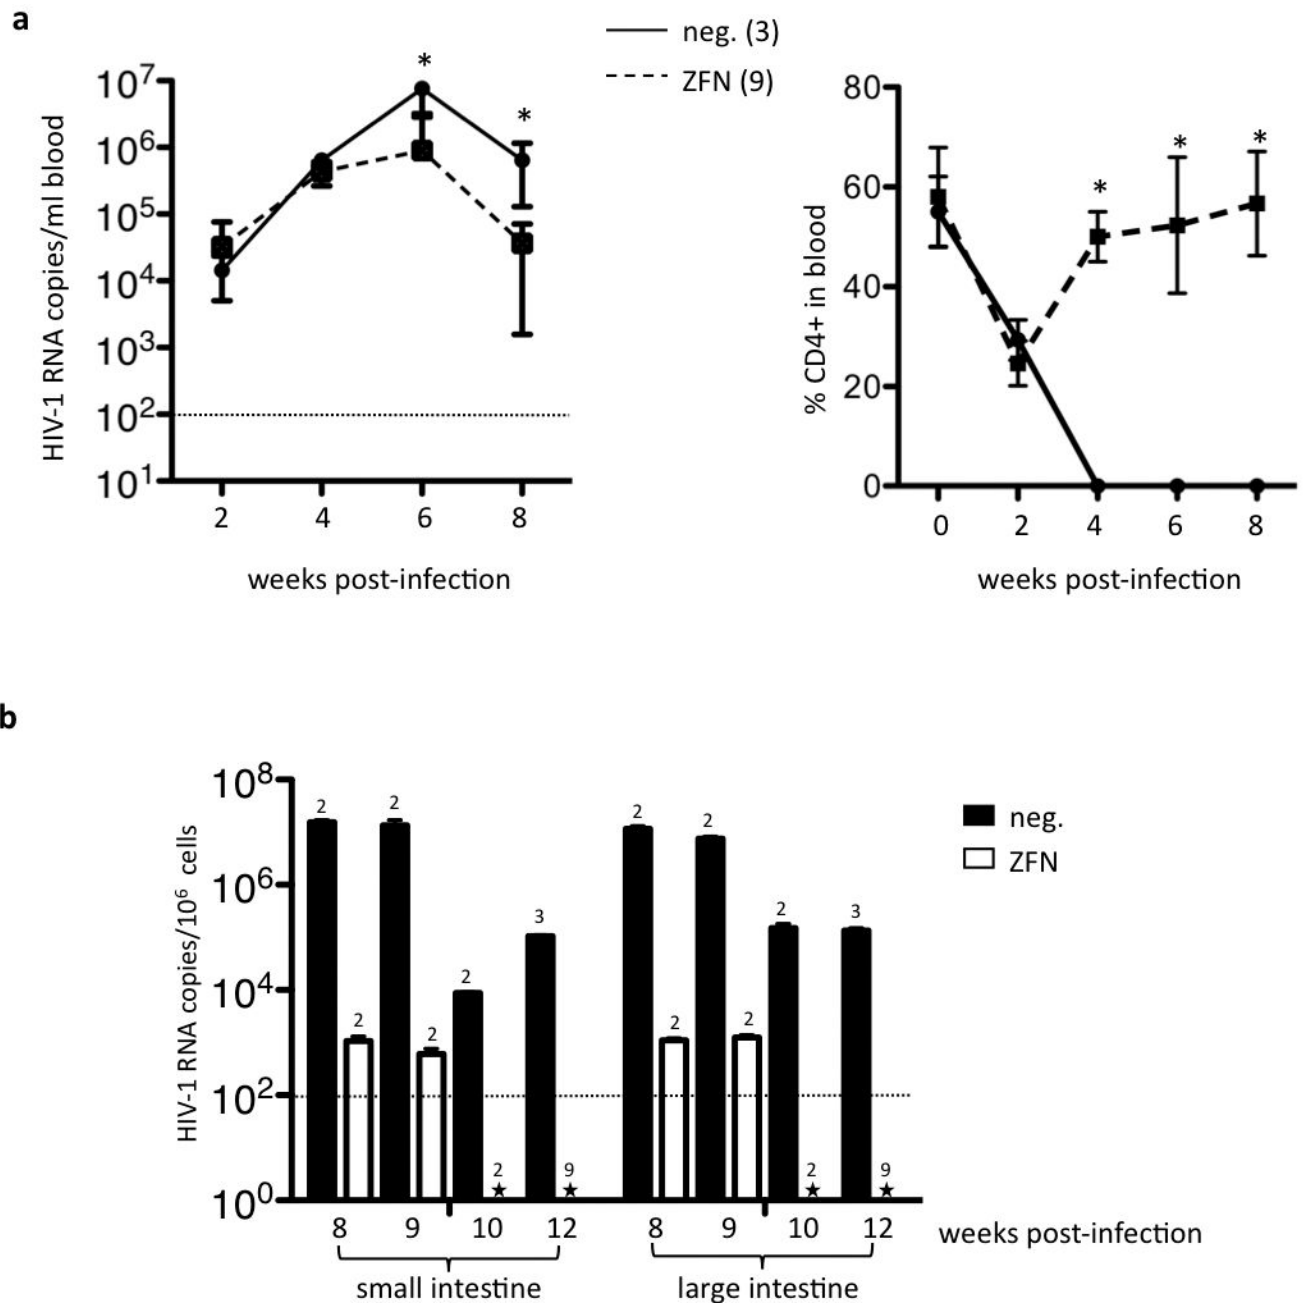 a
neg. (3)
ZFN (9)
HIV-1 RNA copies/ml blood
10⁷
10⁶
10⁵
10⁴
10³
10²
10¹
*
*
2 4 6 8
weeks post-infection
% CD4+ in blood
80
60
40
20
0
*
*
*
0 2 4 6 8
weeks post-infection
b
HIV-1 RNA copies/10⁶ cells
10⁸
10⁶
10⁴
10²
10⁰
2 2 2 2 2 2 3 9
2 2 2 2 2 2 3 9
★ ★ ★ ★
neg.
ZFN
8 9 10 12 8 9 10 12
weeks post-infection
small intestine
large intestine